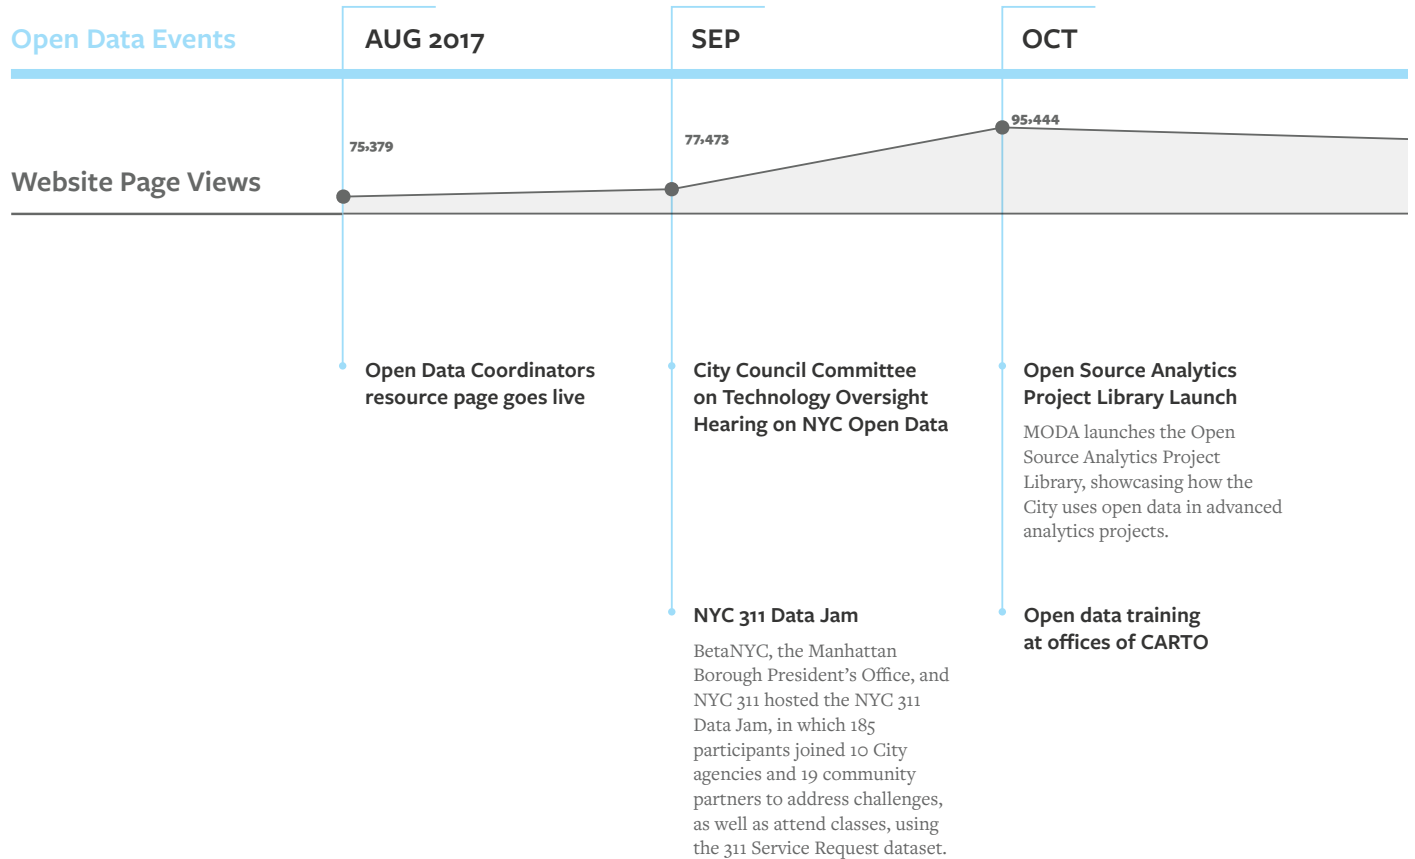 Open Data Events
AUG 2017
SEP
OCT
75,379
77,473
95,444
Website Page Views
Open Data Coordinators
resource page goes live
City Council Committee
on Technology Oversight
Hearing on NYC Open Data
NYC 311 Data Jam
BetaNYC, the Manhattan
Borough President’s Office, and
NYC 311 hosted the NYC 311
Data Jam, in which 185
participants joined 10 City
agencies and 19 community
partners to address challenges,
as well as attend classes, using
the 311 Service Request dataset.
Open Source Analytics
Project Library Launch
MODA launches the Open
Source Analytics Project
Library, showcasing how the
City uses open data in advanced
analytics projects.
Open data training
at offices of CARTO